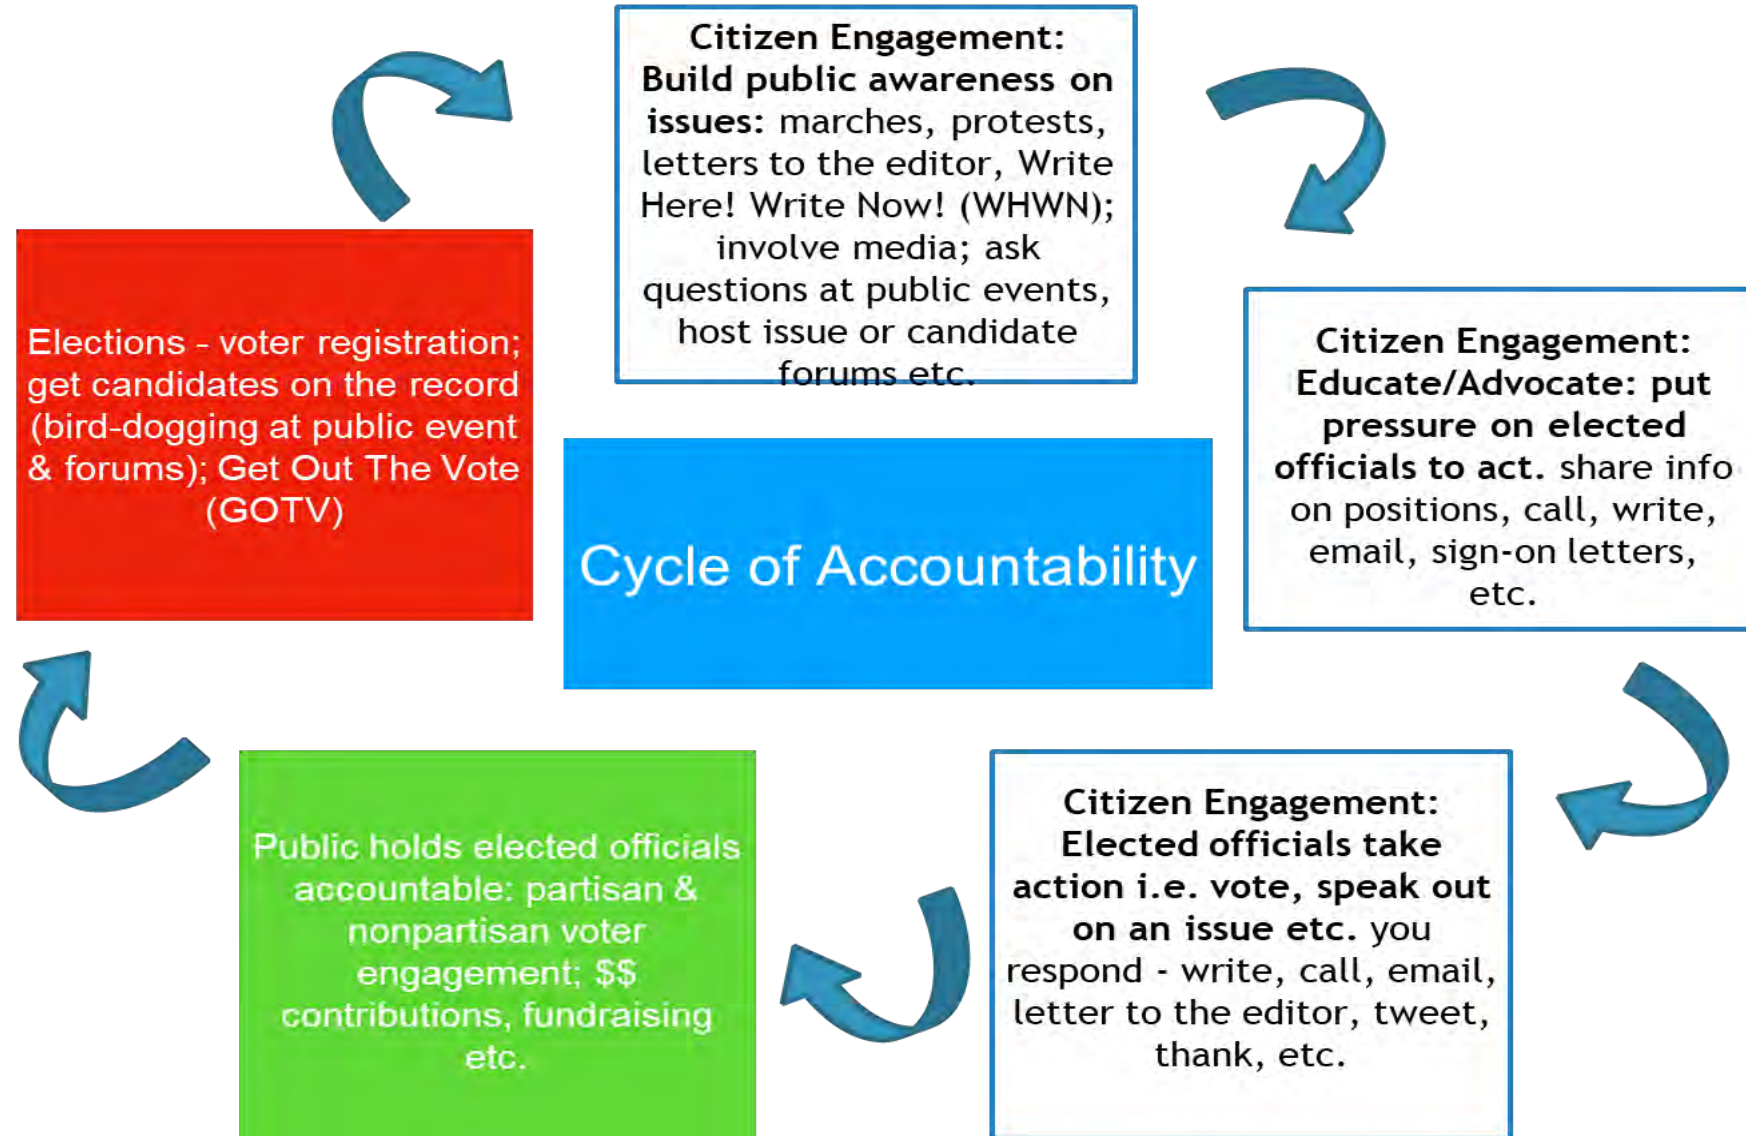 Citizen Engagement:
Build public awareness on
issues: marches, protests,
letters to the editor, Write
Here! Write Now! (WHWN);
involve media; ask
questions at public events,
host issue or candidate
forums etc.
Elections - voter registration;
get candidates on the record
(bird-dogging at public event
& forums); Get Out The Vote
(GOTV)
Citizen Engagement:
Educate/Advocate: put
pressure on elected
officials to act. share info
on positions, call, write,
email, sign-on letters,
etc.
Cycle of Accountability
Public holds elected officials
accountable: partisan &
nonpartisan voter
engagement; $$
contributions, fundraising
etc.
Citizen Engagement:
Elected officials take
action i.e. vote, speak out
on an issue etc. you
respond - write, call, email,
letter to the editor, tweet,
thank, etc.